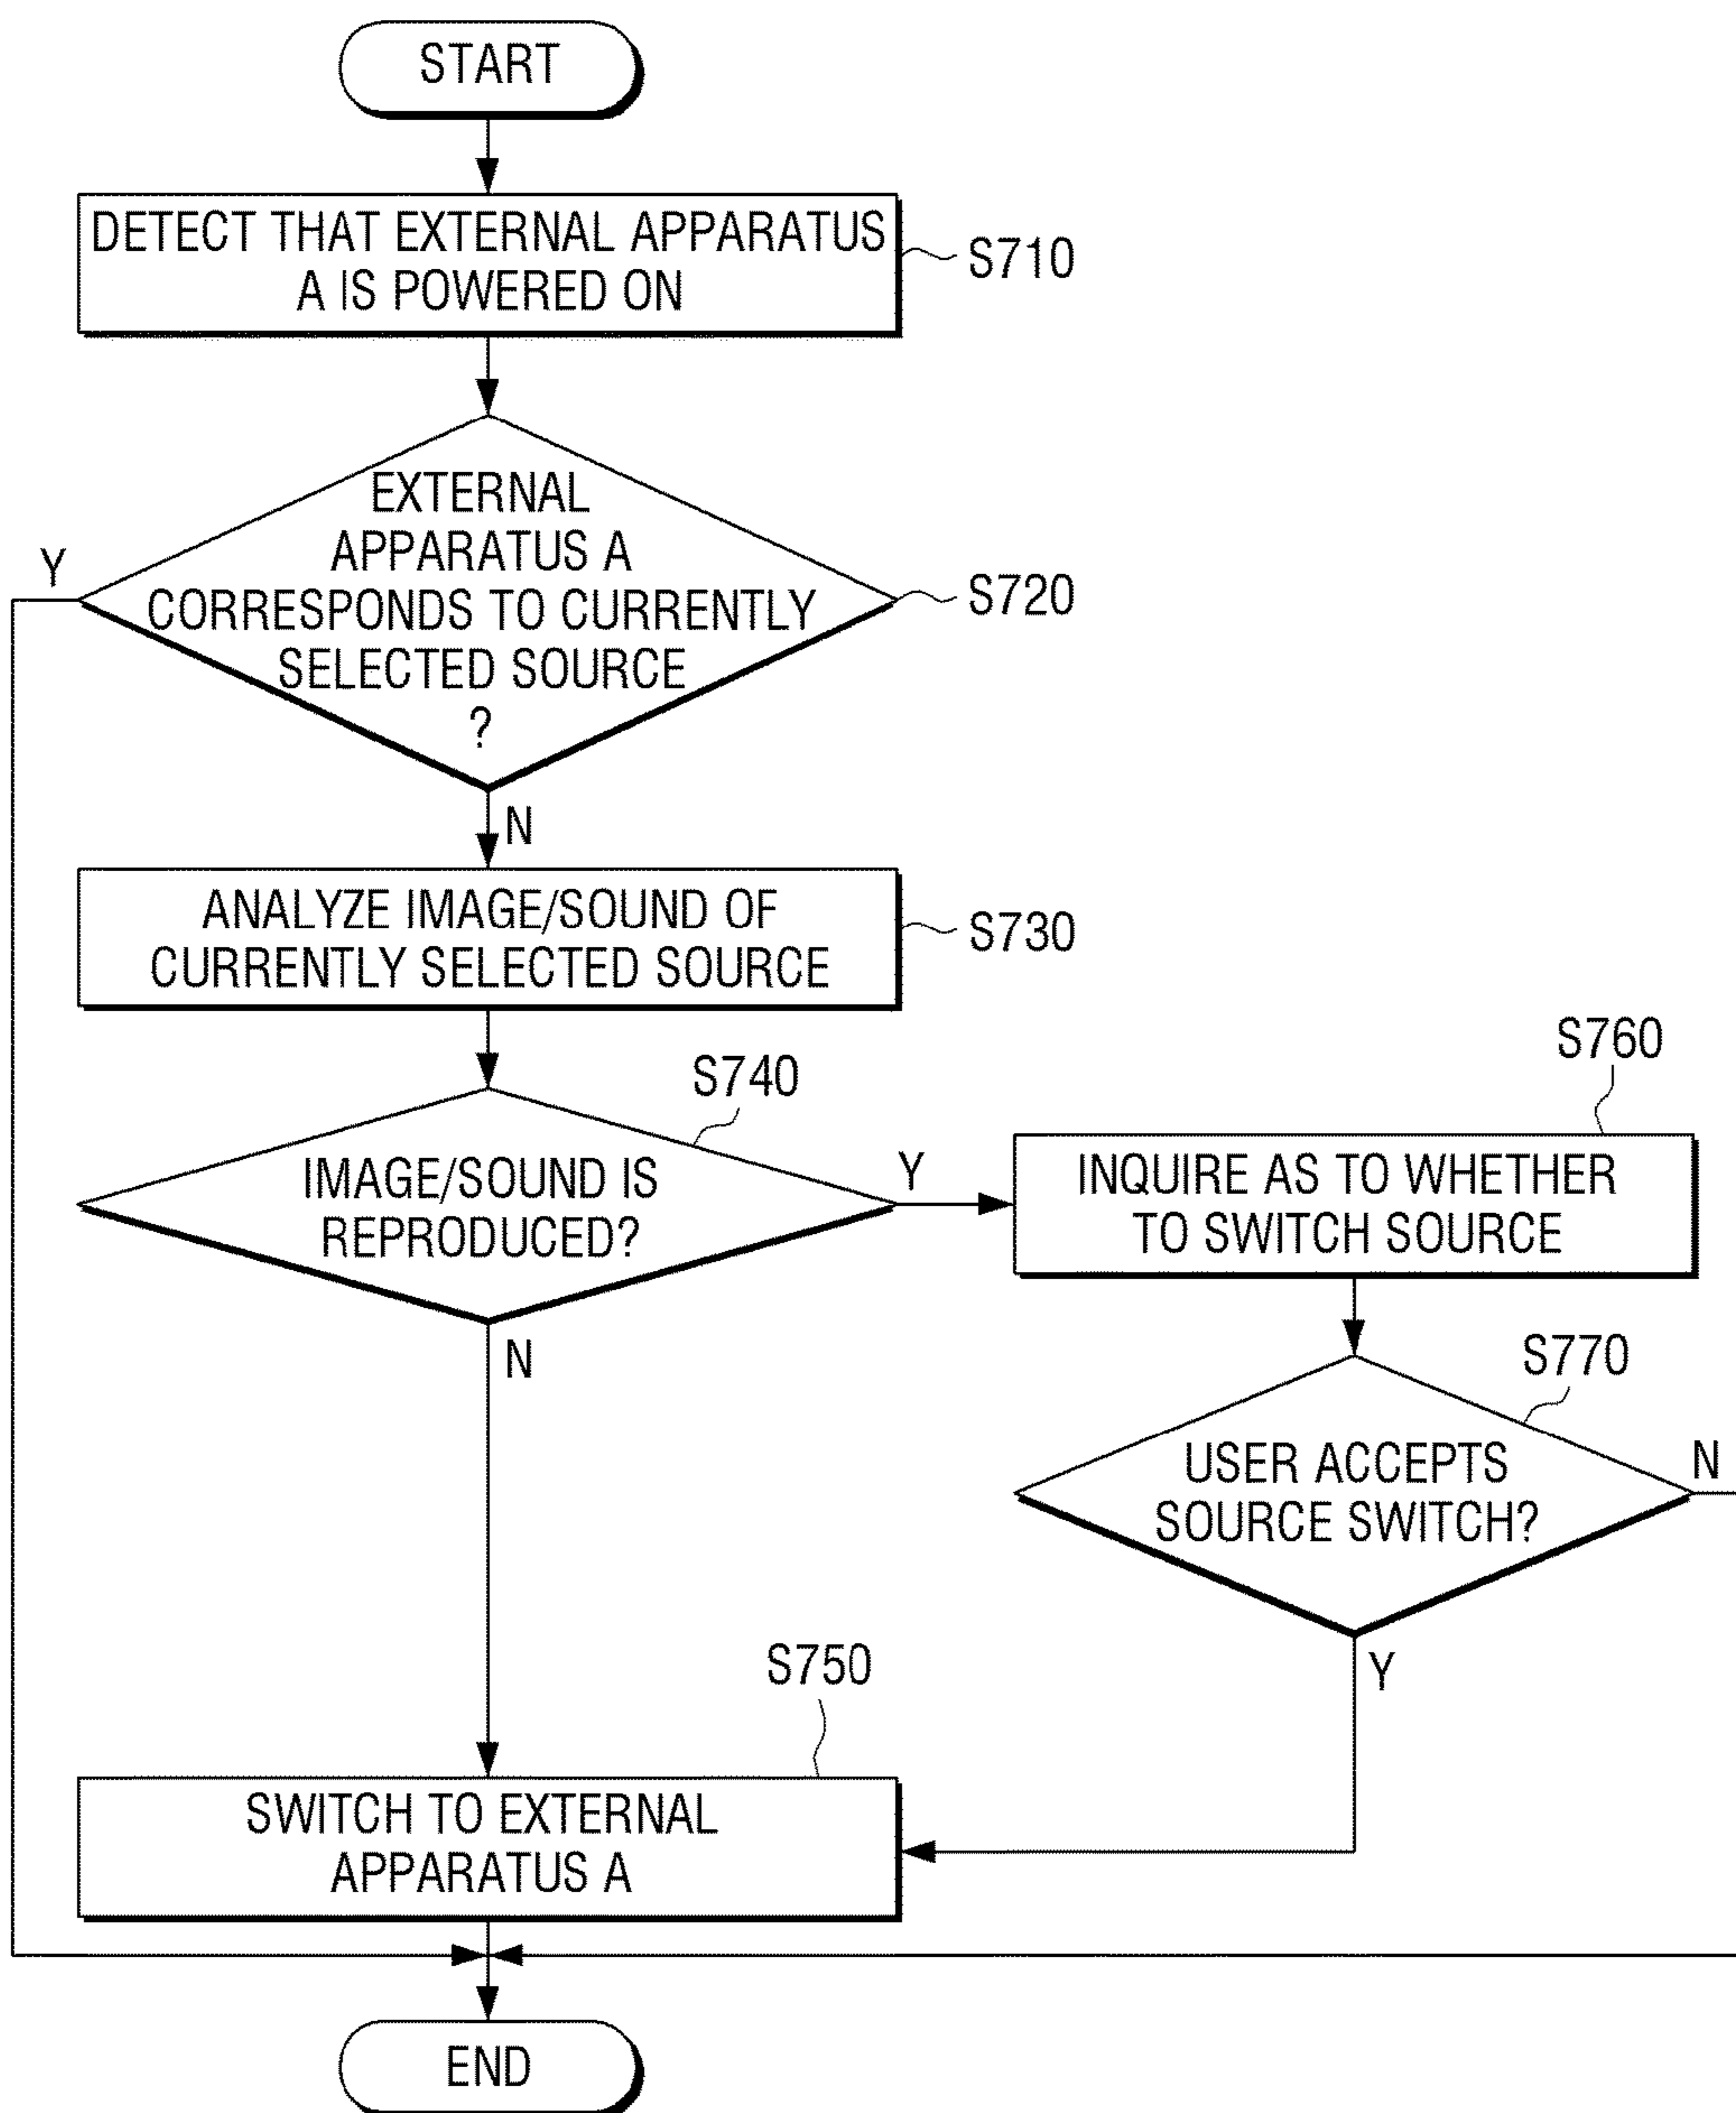 START
DETECT THAT EXTERNAL APPARATUS
A IS POWERED ON
S710
EXTERNAL
APPARATUS A
CORRESPONDS TO CURRENTLY
SELECTED SOURCE
?
Y
S720
N
ANALYZE IMAGE/SOUND OF
CURRENTLY SELECTED SOURCE
S730
S740
IMAGE/SOUND IS
REPRODUCED?
Y
N
S760
INQUIRE AS TO WHETHER
TO SWITCH SOURCE
S770
USER ACCEPTS
SOURCE SWITCH?
N
Y
S750
SWITCH TO EXTERNAL
APPARATUS A
END